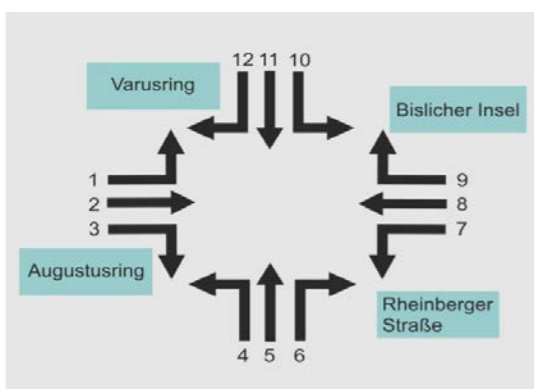 12 11 10
Varusring
Bislicher Insel
1
9
2
8
3
7
Augustusring
Rheinberger
Straße
4 5 6